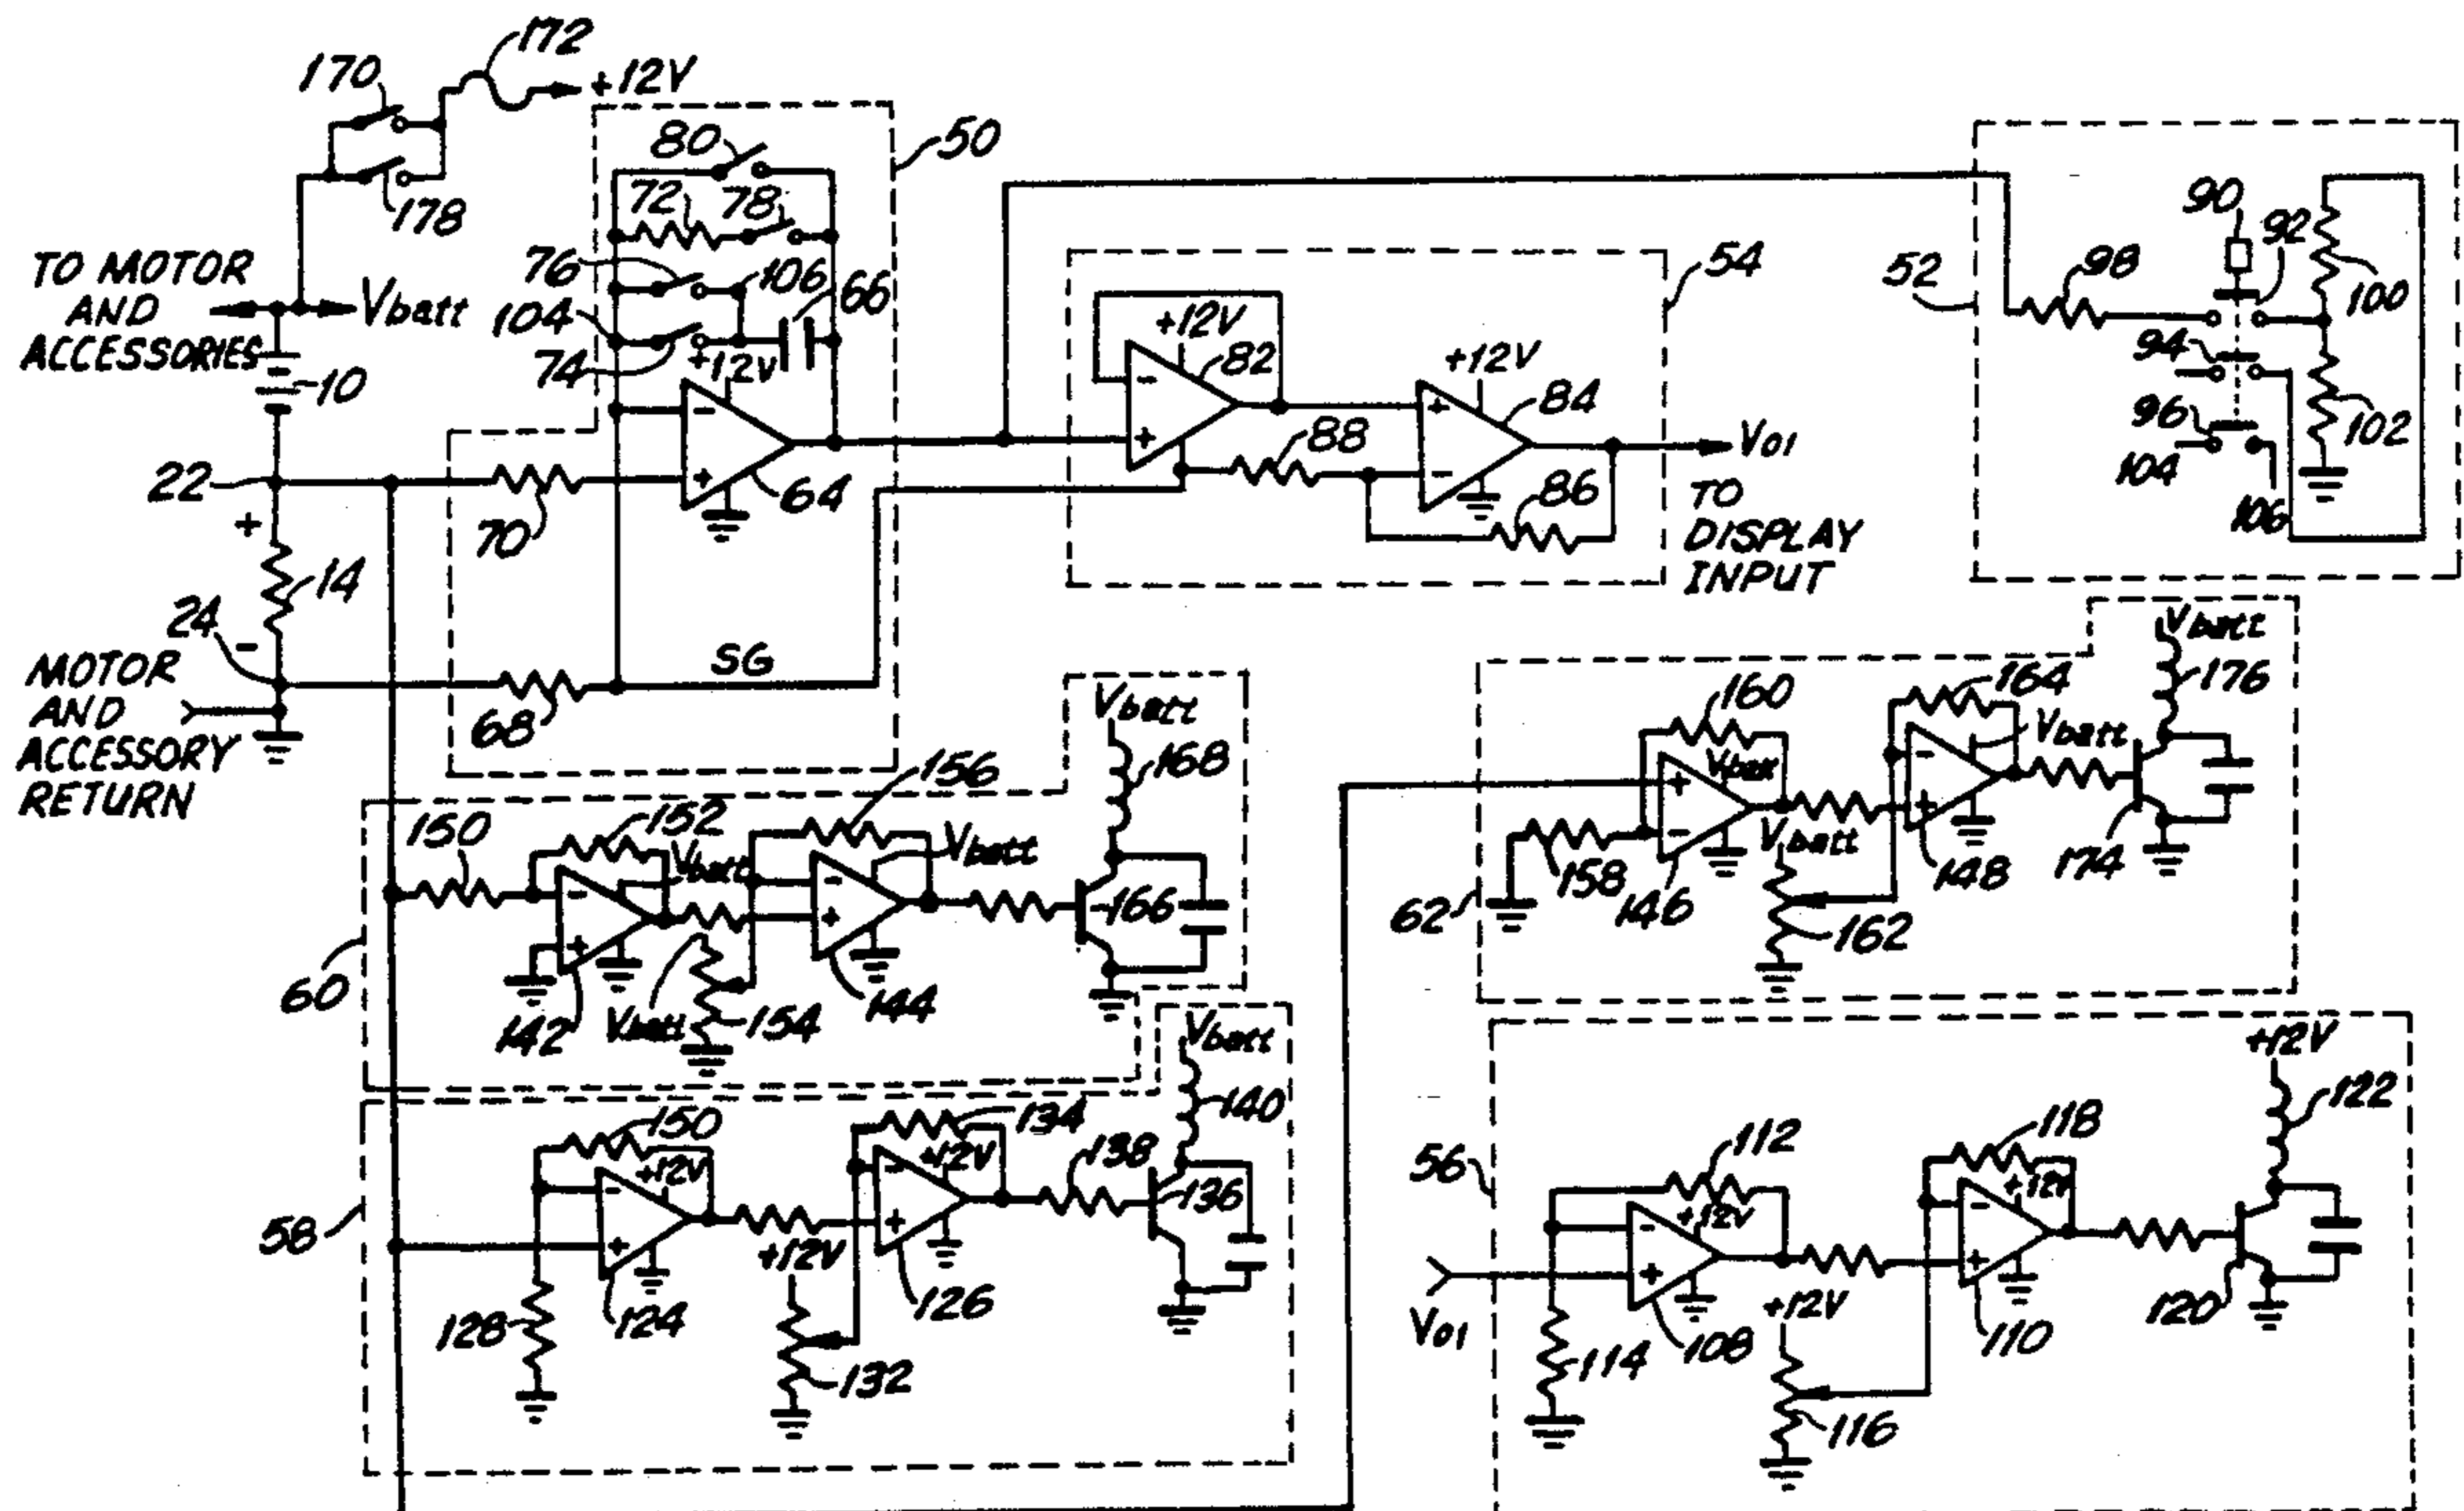 172
170
+12V
178
TO MOTOR
AND
ACCESSORIES
Vbatt
10
22
+
14
24
-
MOTOR
AND
ACCESSORY
RETURN
50
80
72
78
76
106
66
104
74
+12V
-
+
64
70
68
SG
54
+12V
82
-
+
88
+12V
84
+
-
86
V01
TO
DISPLAY
INPUT
52
98
90
92
100
94
96
102
104
106
60
150
152
Vbatt
-
+
142
Vbatt
154
156
Vbatt
-
+
144
Vbatt
168
166
62
160
+
-
158
146
Vbatt
162
164
-
+
Vbatt
148
Vbatt
176
174
58
150
+12V
-
+
124
128
+12V
132
134
+12V
-
+
126
138
Vbatt
140
136
56
112
+12V
-
+
108
V01
114
+12V
116
118
+12V
-
+
110
+12V
122
120